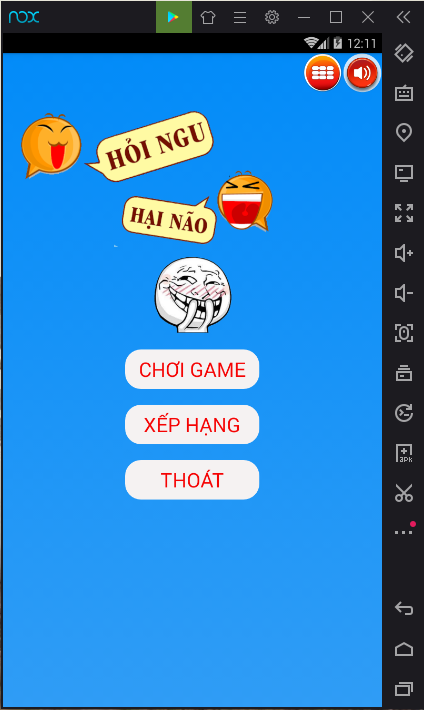 nox
12:11
HỎI NGU
HẠI NÃO
CHƠI GAME
XẾP HẠNG
THOÁT